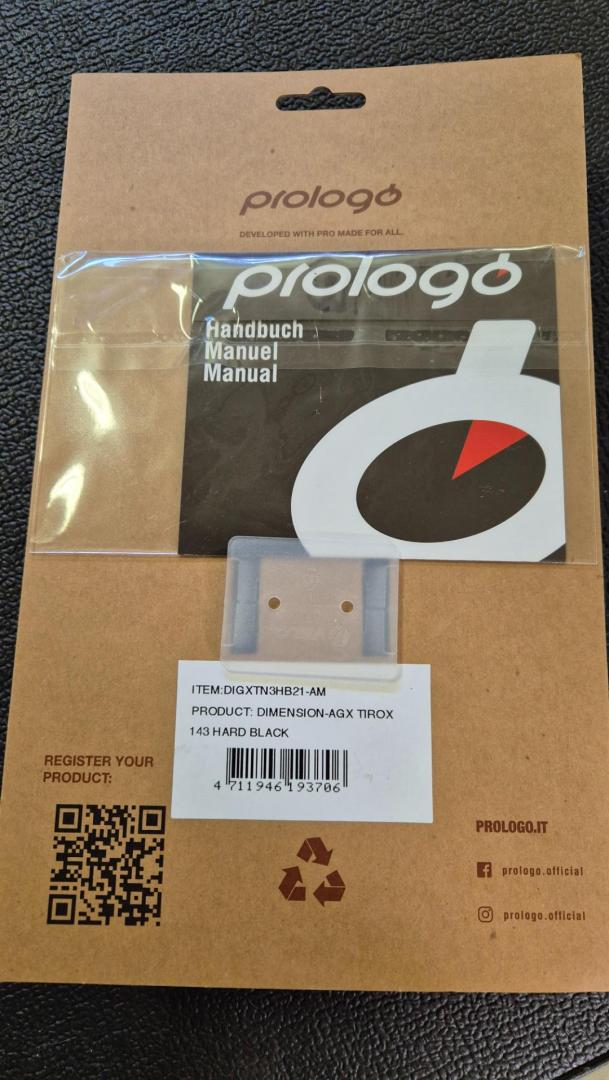 prologo
DEVELOPED WITH PRO MADE FOR ALL.
prologo
Handbuch
Manuel
Manual
ITEM:DIGXTN3HB21-AM
PRODUCT: DIMENSION-AGX TIROX
143 HARD BLACK
4 711946 193706
REGISTER YOUR
PRODUCT:
PROLOGO.IT
prologo.official
prologo.official